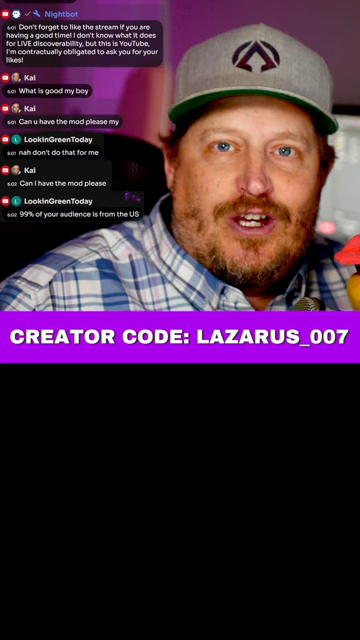 Nightbot
6:01 Don't forget to like the stream if you are
having a good time! I don't know what it does
for LIVE discoverability, but this is YouTube,
I'm contractually obligated to ask you for your
likes!
Kai
6:01 What is good my boy
Kai
6:01 Can u have the mod please my
L LookinGreenToday
6:01 nah don't do that for me
Kai
6:02 Can I have the mod please
L LookinGreenToday
6:02 99% of your audience is from the US
CREATOR CODE: LAZARUS_007